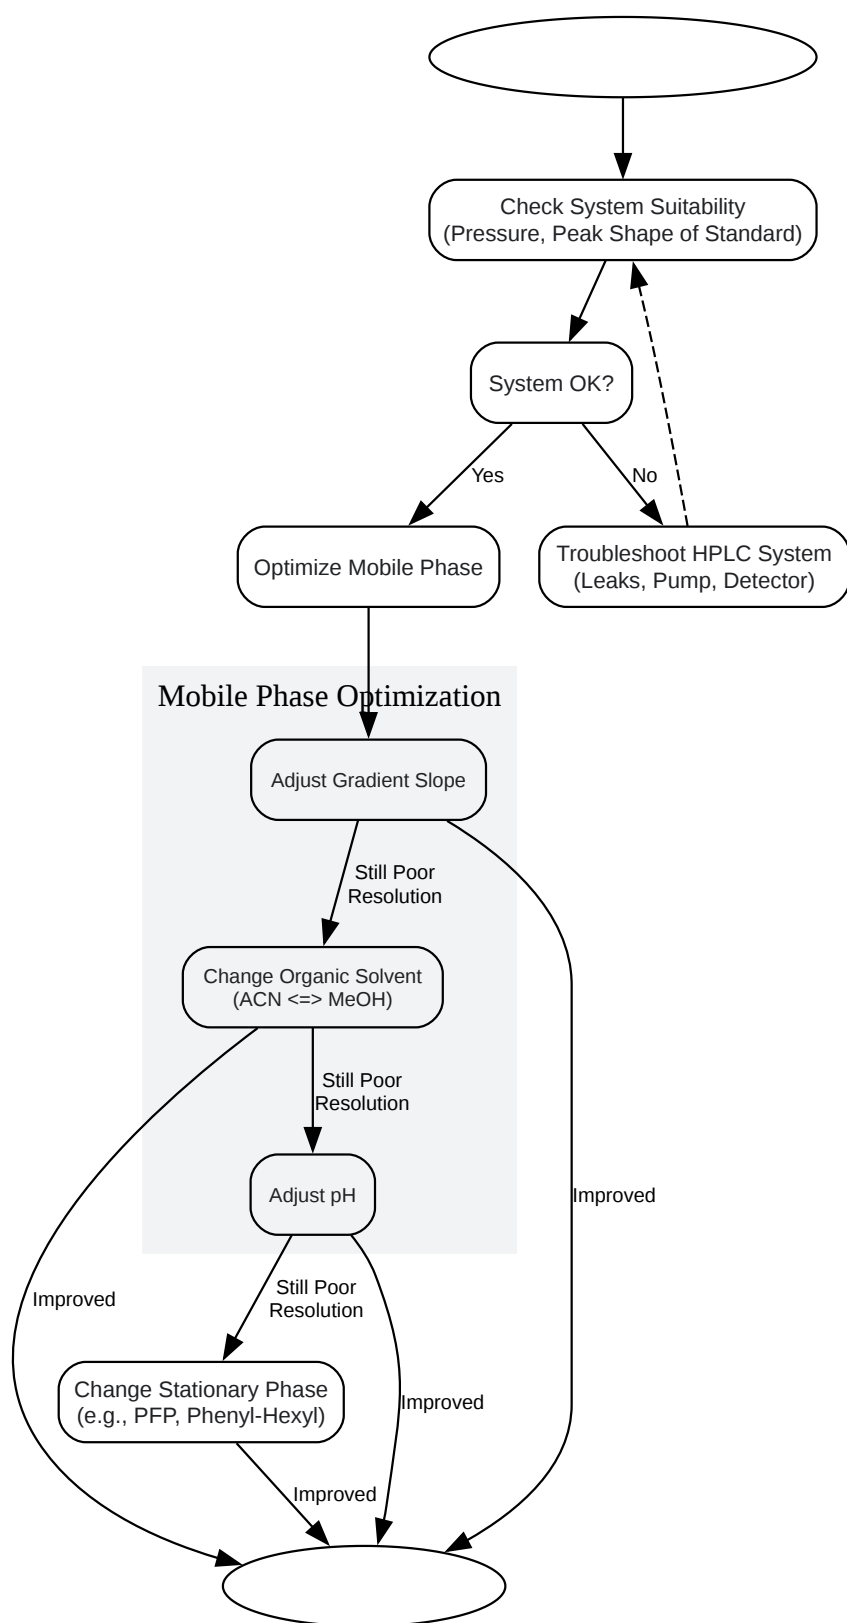 Check System Suitability
(Pressure, Peak Shape of Standard)
System OK?
Yes
No
Optimize Mobile Phase
Troubleshoot HPLC System
(Leaks, Pump, Detector)
Mobile Phase Optimization
Adjust Gradient Slope
Still Poor
Resolution
Change Organic Solvent
(ACN <=> MeOH)
Still Poor
Resolution
Adjust pH
Improved
Still Poor
Resolution
Improved
Change Stationary Phase
(e.g., PFP, Phenyl-Hexyl)
Improved
Improved